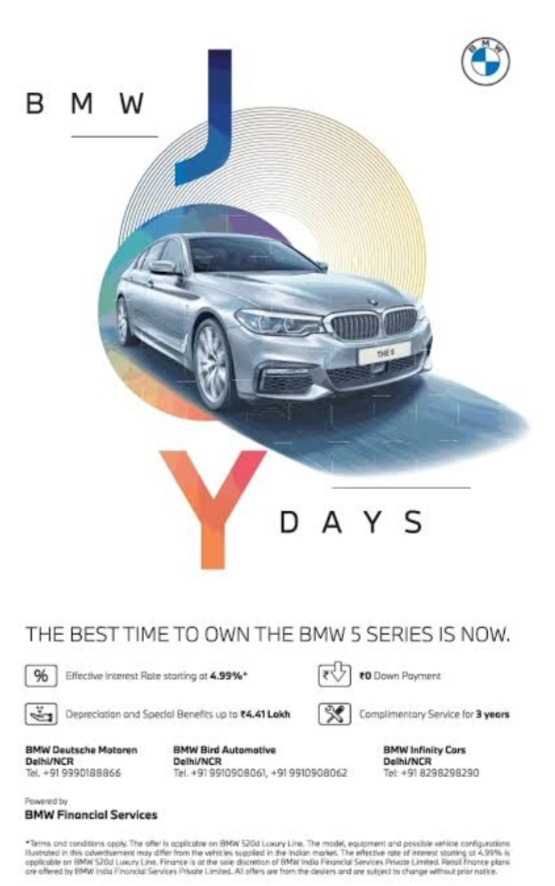 BMW
BMW
J
O
Y
DAYS
THE 5
THE BEST TIME TO OWN THE BMW 5 SERIES IS NOW.
% Effective Interest Rate starting at 4.99%*
₹ ₹0 Down Payment
Depreciation and Special Benefits up to ₹4.41 Lakh
Complimentary Service for 3 years
BMW Deutsche Motoren
Delhi/NCR
Tel. +91 9990188866
BMW Bird Automotive
Delhi/NCR
Tel. +91 9910908061, +91 9910908062
BMW Infinity Cars
Delhi/NCR
Tel: +91 8298298290
Powered by
BMW Financial Services
*Terms and conditions apply. The offer is applicable on BMW 520d Luxury Line. The model, equipment and possible vehicle configurations
illustrated in this advertisement may differ from the vehicles supplied in the Indian market. The effective rate of interest starting at 4.99% is
applicable on BMW 520d Luxury Line. Finance is at the sole discretion of BMW India Financial Services Private Limited. Retail finance plans
are offered by BMW India Financial Services Private Limited. All offers are from the dealers and are subject to change without prior notice.